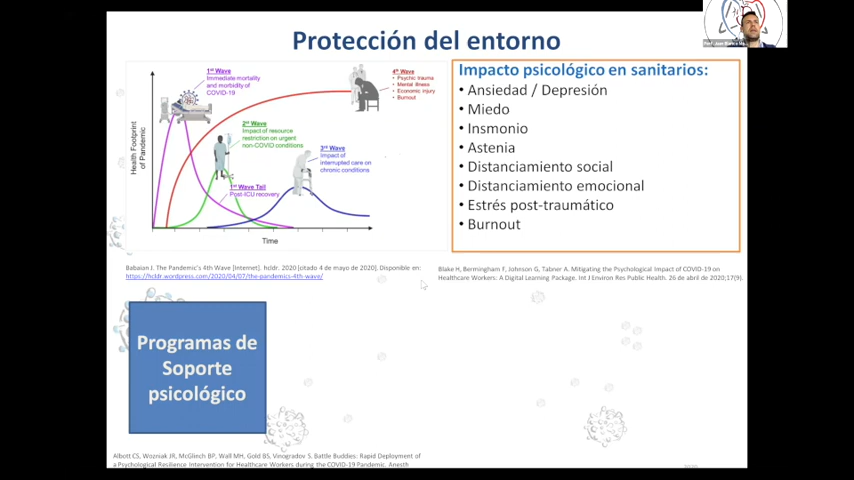 Protección del entorno
1st Wave
Immediate mortality
and morbidity of
COVID-19
2nd Wave
Impact of resource
restriction on urgent
non-COVID conditions
3rd Wave
Impact of
interrupted care on
chronic conditions
4th Wave
• Psychic trauma
• Mental illness
• Economic injury
• Burnout
1st Wave Tail
Post-ICU recovery
Health Footprint
of Pandemic
Time
Impacto psicológico en sanitarios:
• Ansiedad / Depresión
• Miedo
• Insmonio
• Astenia
• Distanciamiento social
• Distanciamiento emocional
• Estrés post-traumático
• Burnout
Babaian J. The Pandemic's 4th Wave [Internet]. hcldr. 2020 [citado 4 de mayo de 2020]. Disponible en:
https://hcldr.wordpress.com/2020/04/07/the-pandemics-4th-wave/
Blake H, Bermingham F, Johnson G, Tabner A. Mitigating the Psychological Impact of COVID-19 on
Healthcare Workers: A Digital Learning Package. Int J Environ Res Public Health. 26 de abril de 2020;17(9).
Programas de
Soporte
psicológico
Albott CS, Wozniak JR, McGlinch BP, Wall MH, Gold BS, Vinogradov S. Battle Buddies: Rapid Deployment of
a Psychological Resilience Intervention for Healthcare Workers during the COVID-19 Pandemic. Anesth